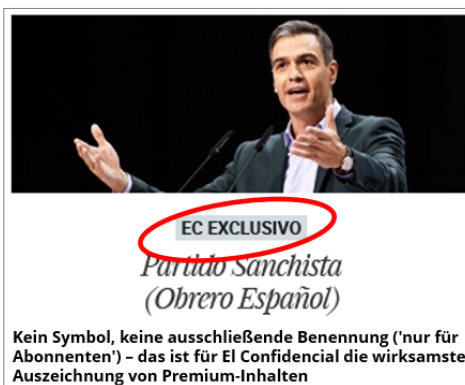 EC EXCLUSIVO
Partido Sanchista
(Obrero Español)
Kein Symbol, keine ausschließende Benennung ('nur für
Abonnenten') – das ist für El Confidencial die wirksamste
Auszeichnung von Premium-Inhalten